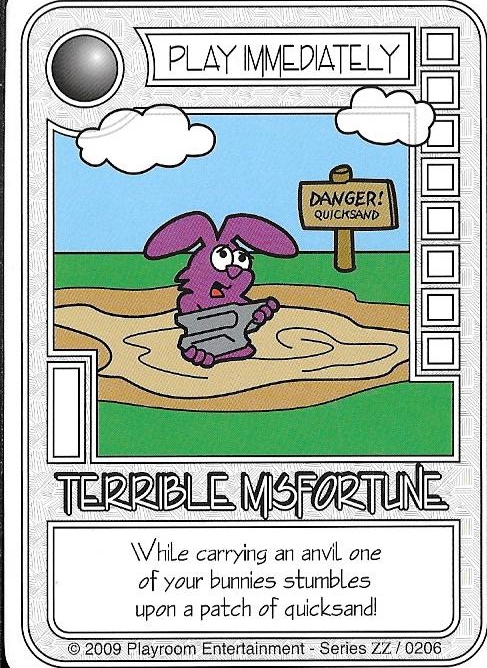 PLAY IMMEDIATELY
DANGER!
QUICKSAND
TERRIBLE MISFORTUNE
While carrying an anvil one
of your bunnies stumbles
upon a patch of quicksand!
© 2009 Playroom Entertainment - Series ZZ / 0206